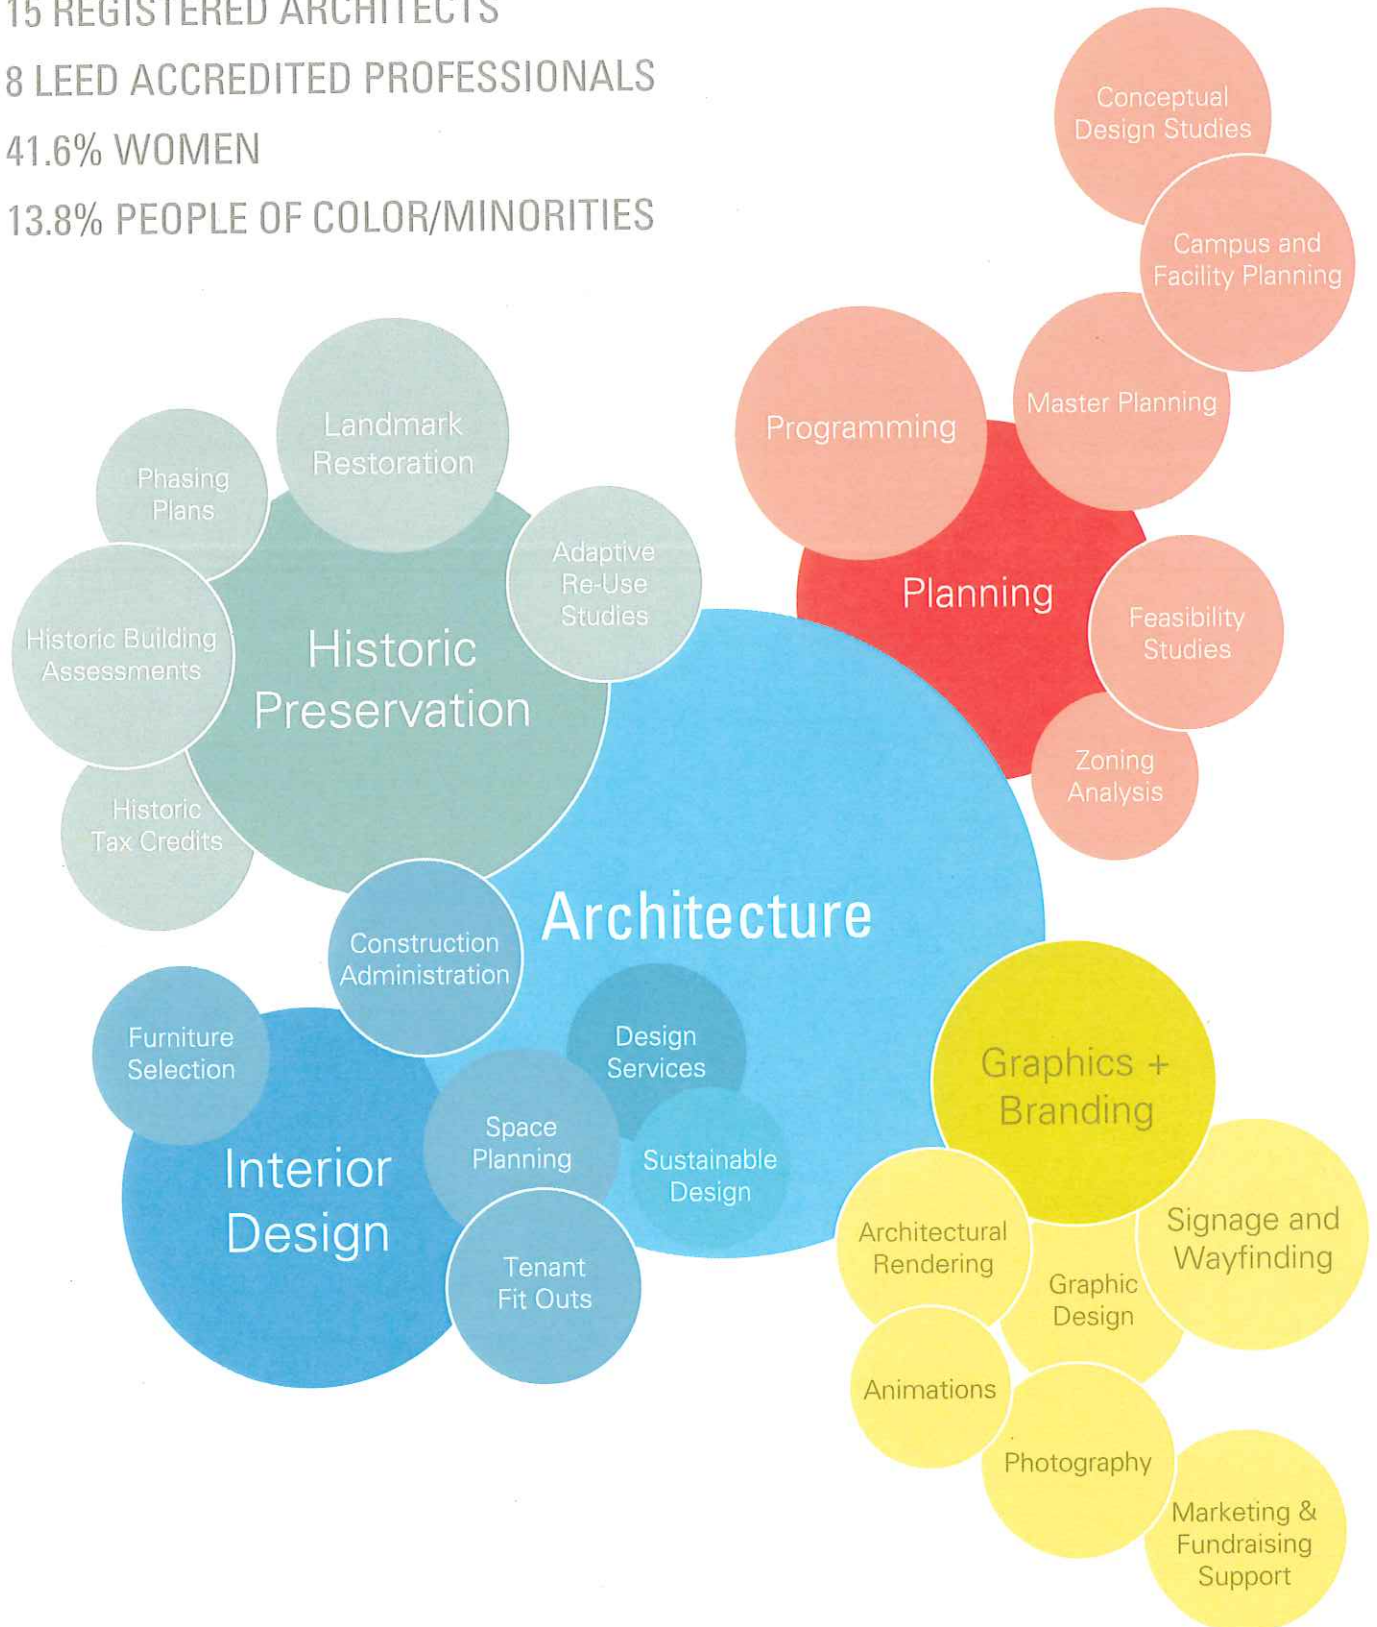 15 REGISTERED ARCHITECTS
8 LEED ACCREDITED PROFESSIONALS
41.6% WOMEN
13.8% PEOPLE OF COLOR/MINORITIES
Conceptual
Design Studies
Campus and
Facility Planning
Master Planning
Programming
Planning
Feasibility
Studies
Zoning
Analysis
Landmark
Restoration
Phasing
Plans
Adaptive
Re-Use
Studies
Historic Building
Assessments
Historic
Preservation
Historic
Tax Credits
Architecture
Construction
Administration
Furniture
Selection
Design
Services
Space
Planning
Sustainable
Design
Interior
Design
Tenant
Fit Outs
Graphics +
Branding
Architectural
Rendering
Signage and
Wayfinding
Graphic
Design
Animations
Photography
Marketing &
Fundraising
Support